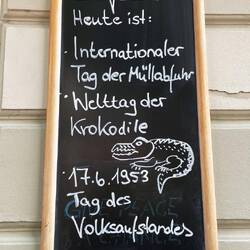 Heute ist:
· Internationaler
Tag der Müllabfuhr
· Welttag der
Krokodile
· 17.6.1953
Tag des
Volksaufstandes